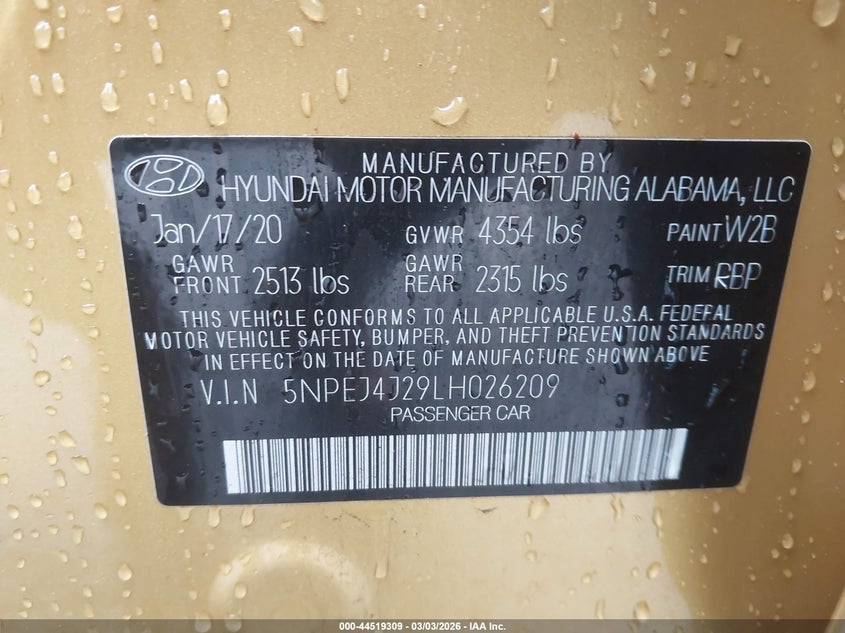 MANUFACTURED BY
HYUNDAI MOTOR MANUFACTURING ALABAMA, LLC
Jan/17/20 GVWR 4354 lbs PAINT W2B
GAWR FRONT 2513 lbs GAWR REAR 2315 lbs TRIM RBP
THIS VEHICLE CONFORMS TO ALL APPLICABLE U.S.A. FEDERAL
MOTOR VEHICLE SAFETY, BUMPER, AND THEFT PREVENTION STANDARDS
IN EFFECT ON THE DATE OF MANUFACTURE SHOWN ABOVE
V.I.N 5NPEJ4J29LH026209
PASSENGER CAR
000-44519309 - 03/03/2026 - IAA Inc.